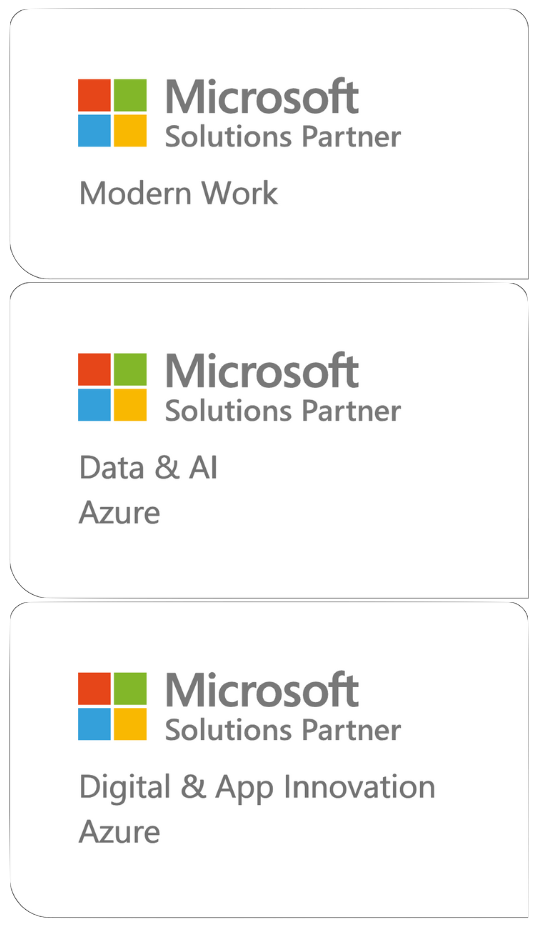 Microsoft
Solutions Partner
Modern Work
Microsoft
Solutions Partner
Data & AI
Azure
Microsoft
Solutions Partner
Digital & App Innovation
Azure